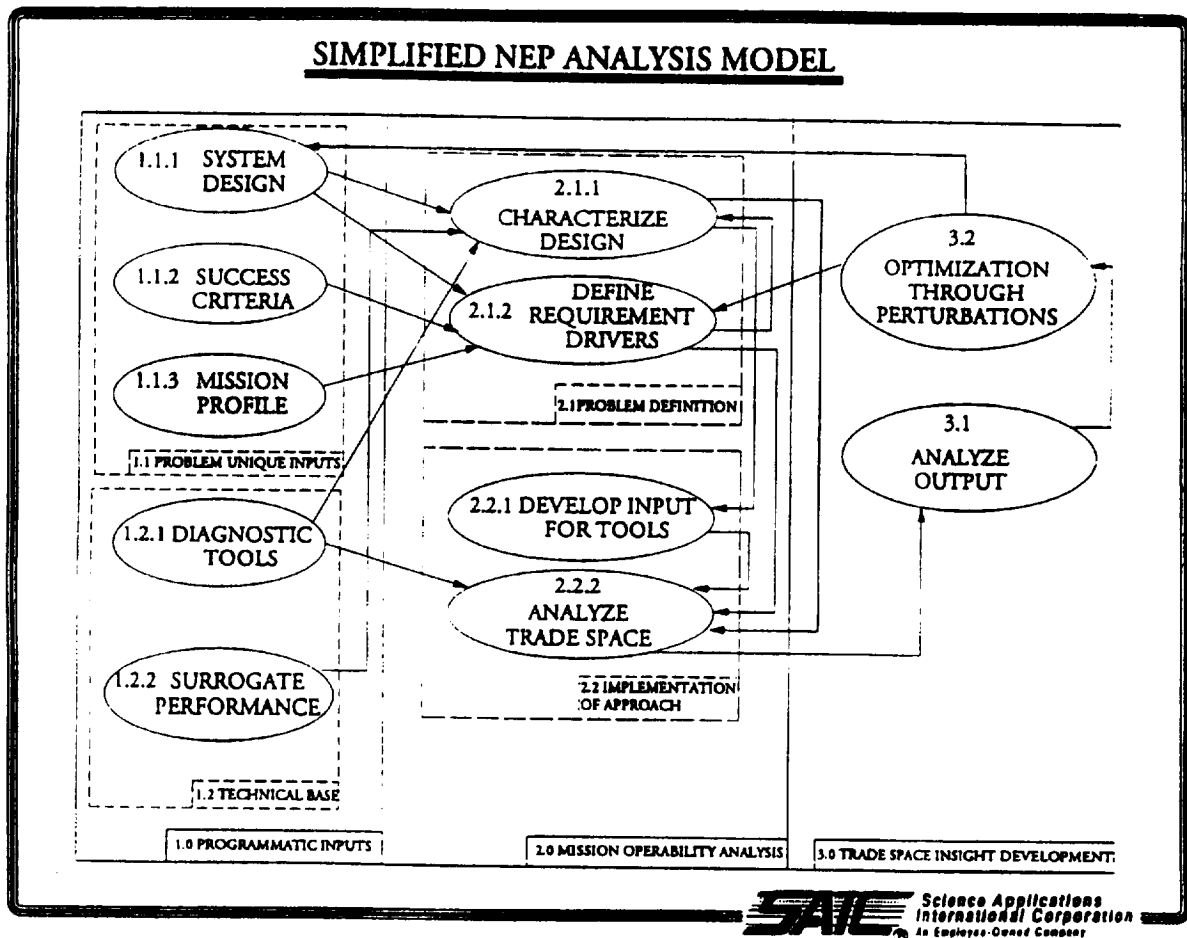 SIMPLIFIED NEP ANALYSIS MODEL
1.1.1 SYSTEM
DESIGN
1.1.2 SUCCESS
CRITERIA
1.1.3 MISSION
PROFILE
1.1 PROBLEM UNIQUE INPUTS
1.2.1 DIAGNOSTIC
TOOLS
1.2.2 SURROGATE
PERFORMANCE
1.2 TECHNICAL BASE
1.0 PROGRAMMATIC INPUTS
2.1.1
CHARACTERIZE
DESIGN
DEFINE
2.1.2 REQUIREMENT
DRIVERS
2.1 PROBLEM DEFINITION
2.2.1 DEVELOP INPUT
FOR TOOLS
2.2.2
ANALYZE
TRADE SPACE
2.2 IMPLEMENTATION
OF APPROACH
2.0 MISSION OPERABILITY ANALYSIS
3.2
OPTIMIZATION
THROUGH
PERTURBATIONS
3.1
ANALYZE
OUTPUT
3.0 TRADE SPACE INSIGHT DEVELOPMENT
SAIC
Science Applications
International Corporation
An Employee-Owned Company